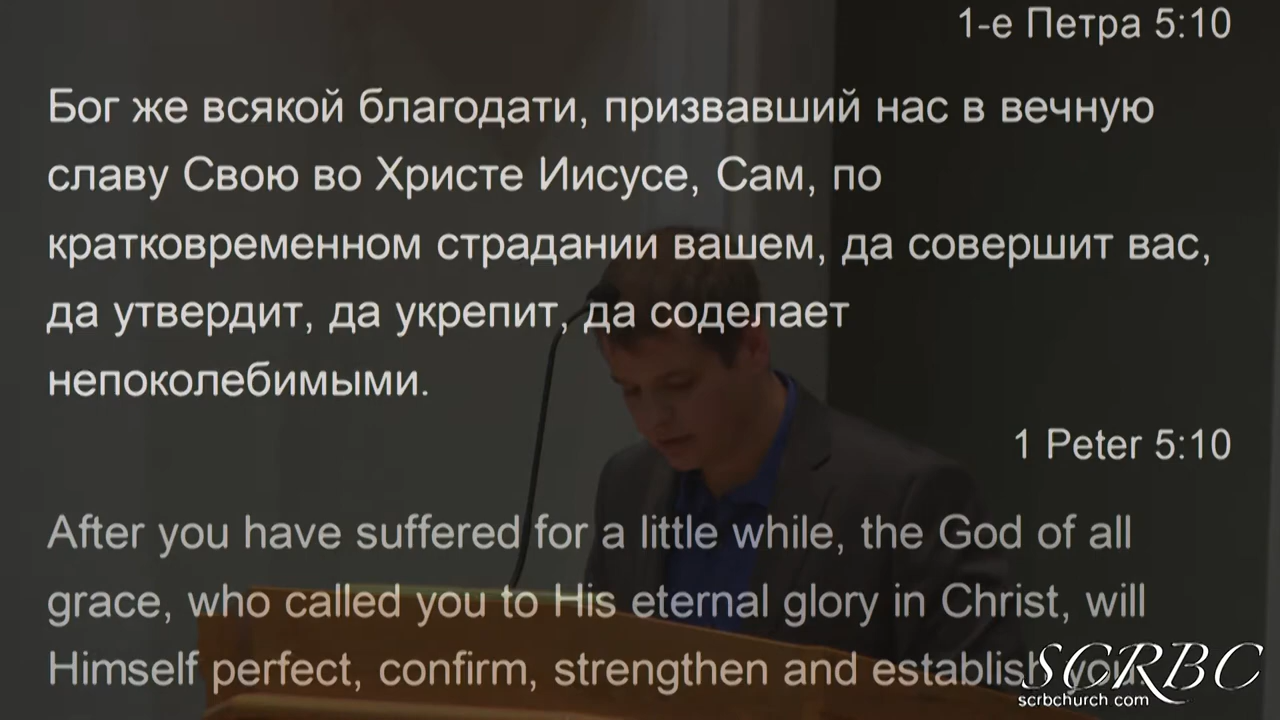 1-е Петра 5:10
Бог же всякой благодати, призвавший нас в вечную
славу Свою во Христе Иисусе, Сам, по
кратковременном страдании вашем, да совершит вас,
да утвердит, да укрепит, да соделает
непоколебимыми.
1 Peter 5:10
After you have suffered for a little while, the God of all
grace, who called you to His eternal glory in Christ, will
Himself perfect, confirm, strengthen and establish you.
SCRBC
scrbchurch com